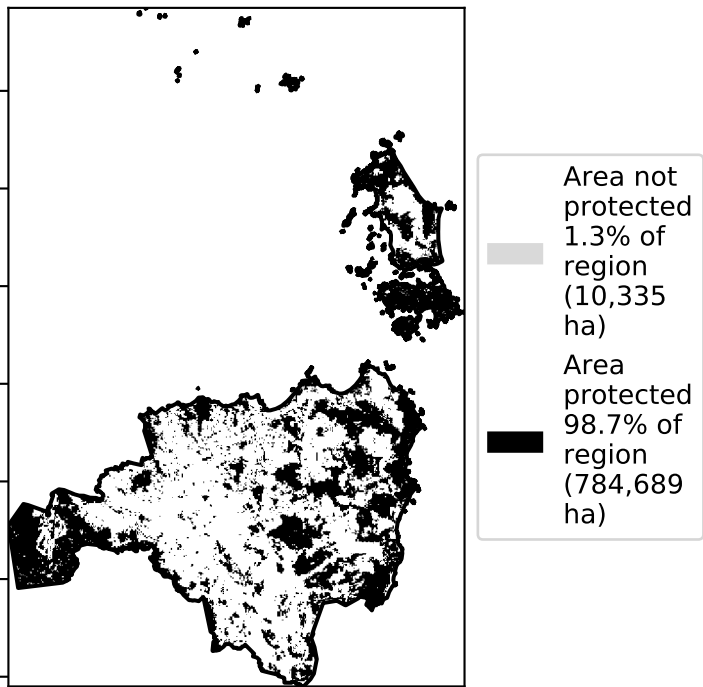 Area not
protected
1.3% of
region
(10,335
ha)
Area
protected
98.7% of
region
(784,689
ha)